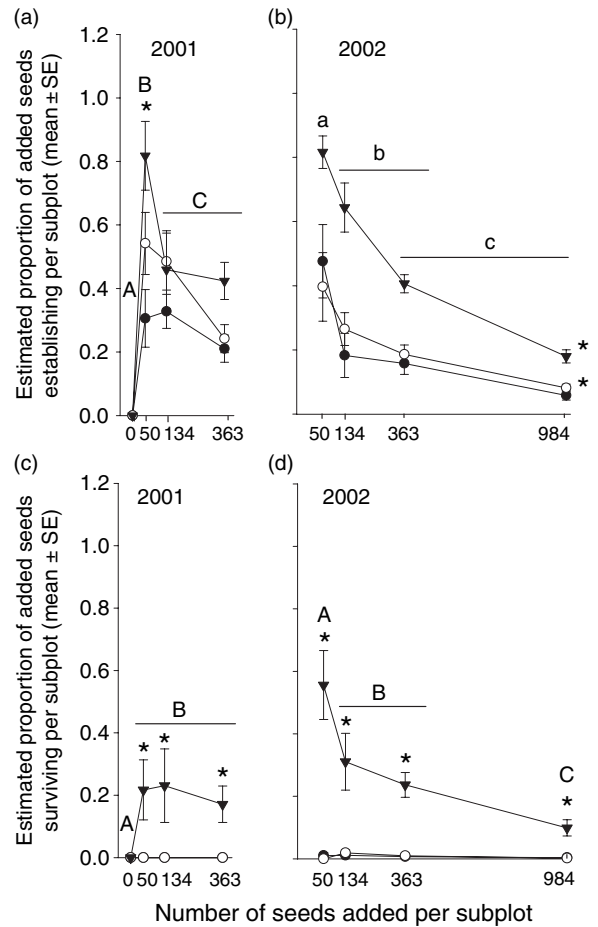 (a)
(b)
1.2
2001
2002
1.0
B
*
a
0.8
b
0.6
C
c
0.4
A
0.2
*
*
0.0
0 50 134 363
50 134 363 984
Estimated proportion of added seeds
establishing per subplot (mean ± SE)
(c)
(d)
1.2
2001
2002
1.0
0.8
A
*
0.6
B
B
0.4
* * *
* * C
*
0.2
A
0.0
0 50 134 363
50 134 363 984
Estimated proportion of added seeds
surviving per subplot (mean ± SE)
Number of seeds added per subplot